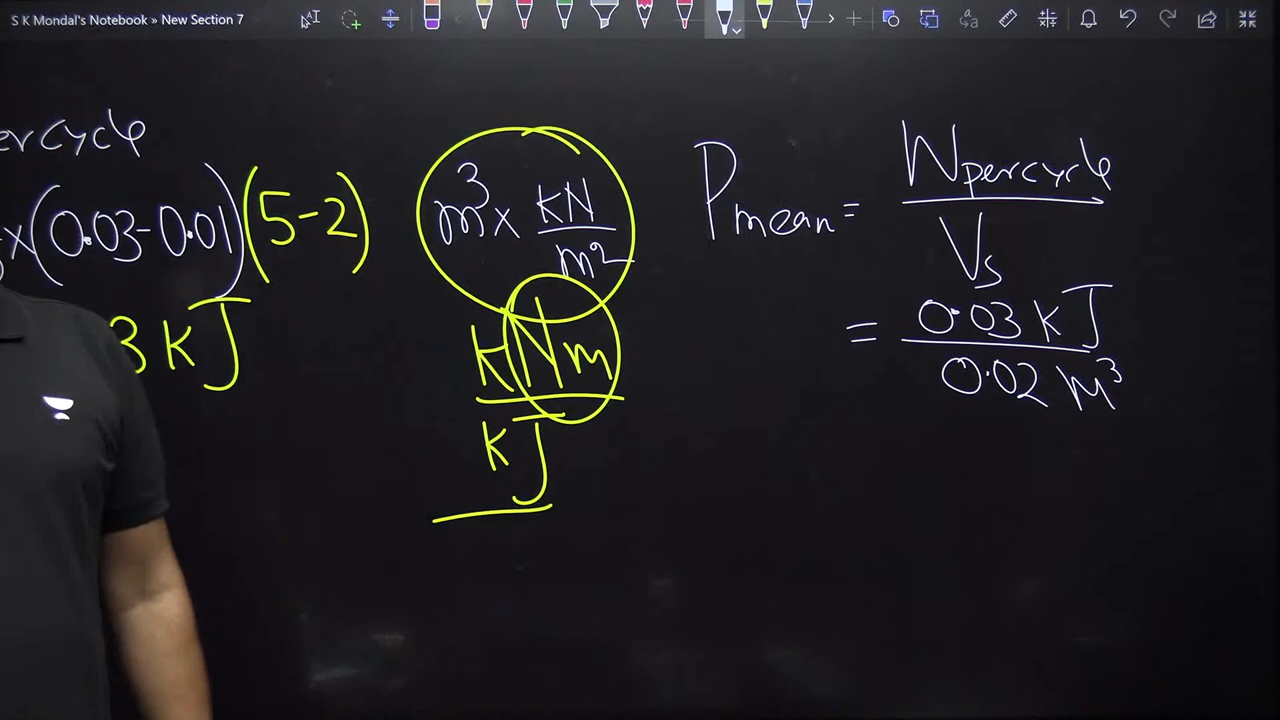 S K Mondal's Notebook » New Section 7
ercycle
x(0.03-0.01)(5-2)
3 kJ
m³ x kN/m²
kNm
kJ
Pmean = Wpercycle/Vs
= 0.03 kJ/0.02 m³